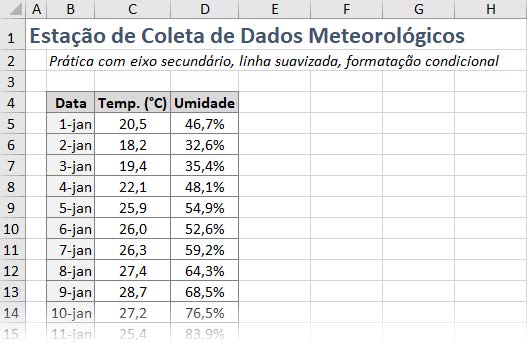 A B C D E F G H
1 Estação de Coleta de Dados Meteorológicos
2 Prática com eixo secundário, linha suavizada, formatação condicional
3
4 Data Temp. (°C) Umidade
5 1-jan 20,5 46,7%
6 2-jan 18,2 32,6%
7 3-jan 19,4 35,4%
8 4-jan 22,1 48,1%
9 5-jan 25,9 54,9%
10 6-jan 26,0 52,6%
11 7-jan 26,3 59,2%
12 8-jan 27,4 64,3%
13 9-jan 28,7 68,5%
14 10-jan 27,2 76,5%
15 11-jan 25,4 83,9%